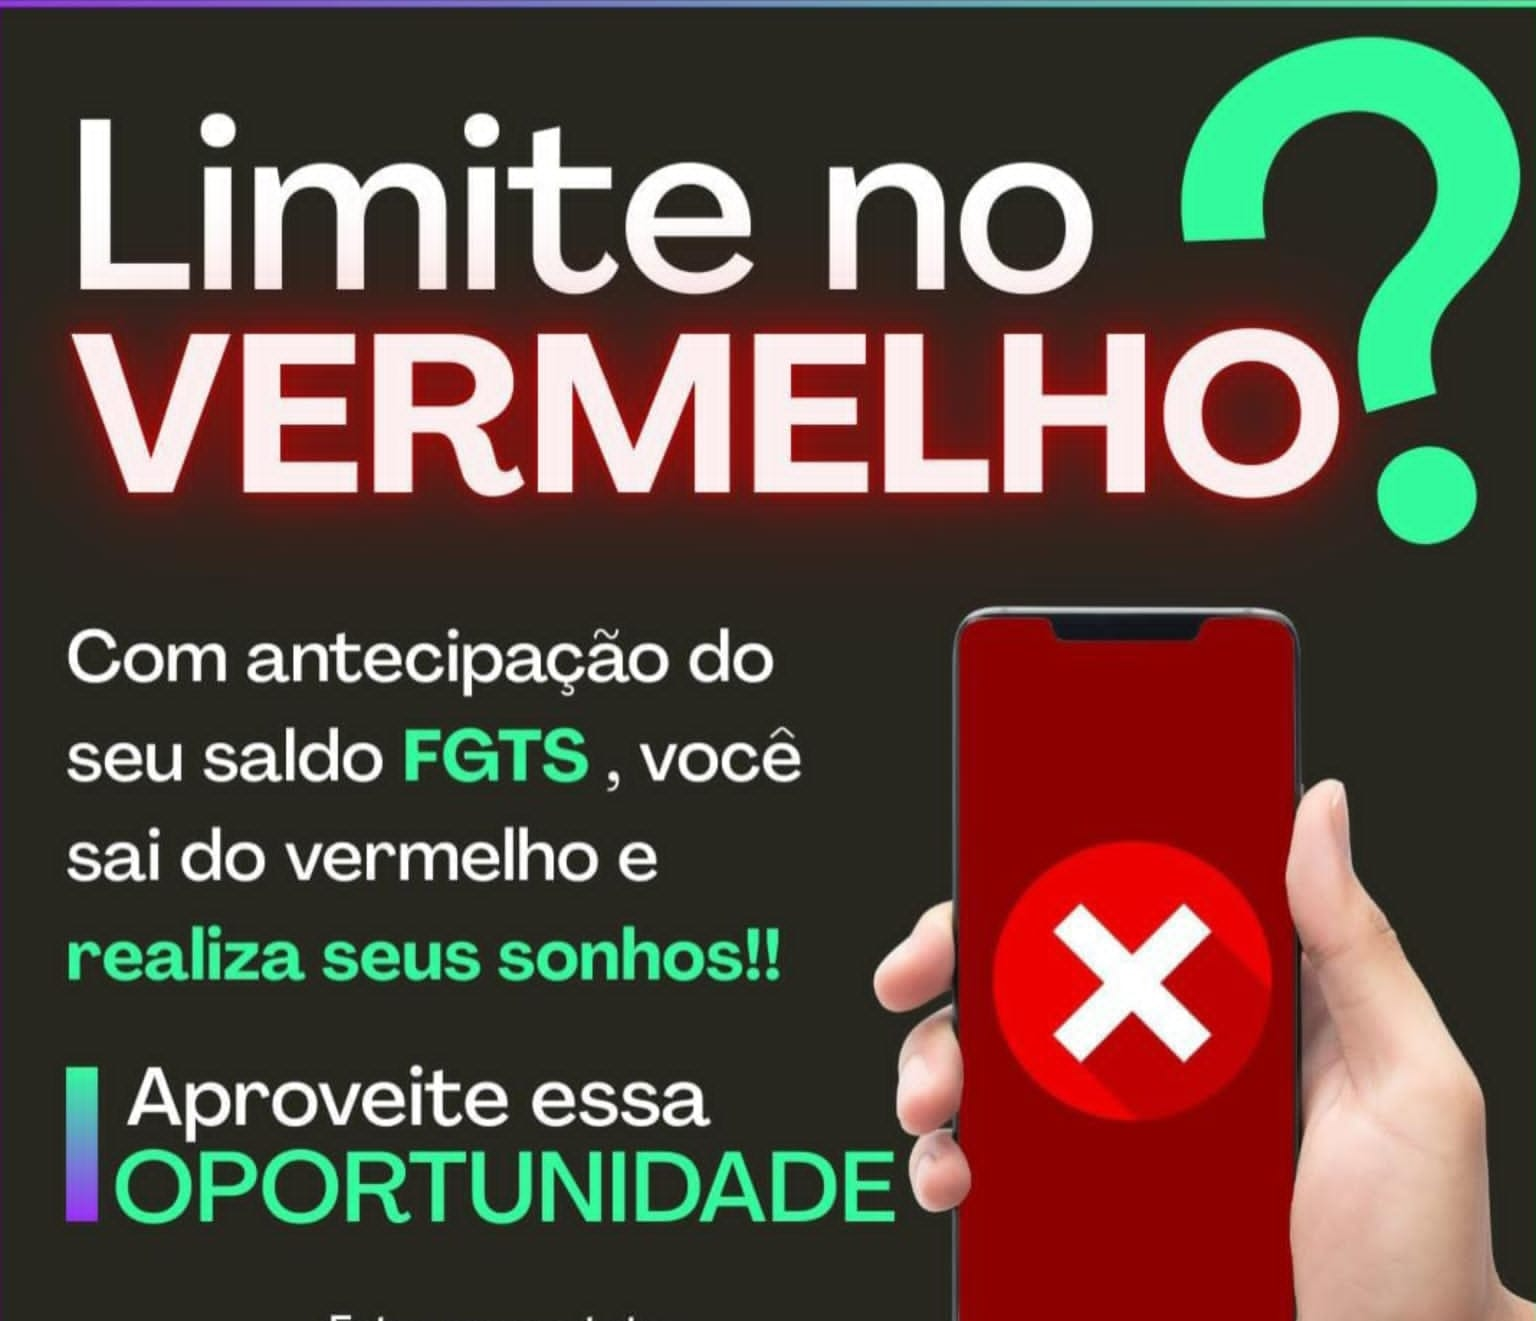 Limite no
VERMELHO?
Com antecipação do
seu saldo FGTS , você
sai do vermelho e
realiza seus sonhos!!
Aproveite essa
OPORTUNIDADE